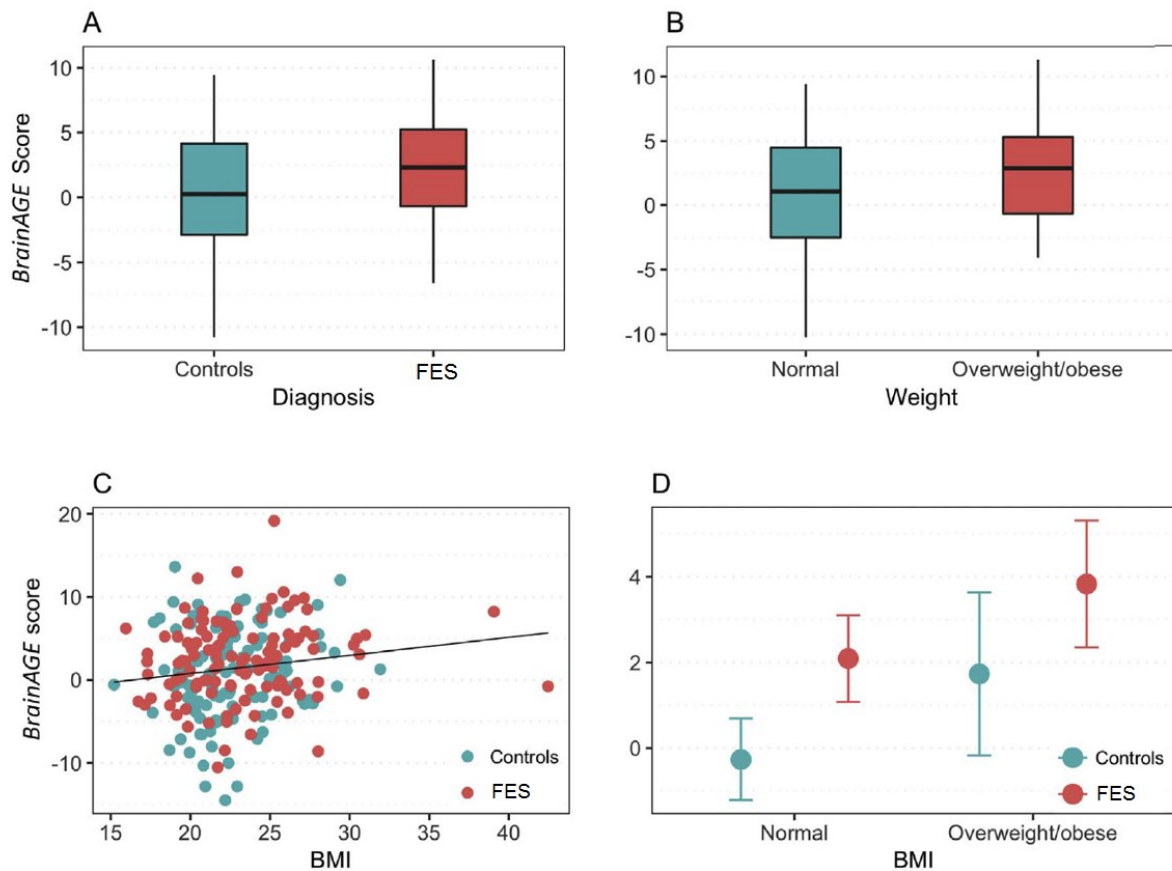 A
BrainAGE Score
10
5
0
-5
-10
Controls
FES
Diagnosis
B
10
5
0
-5
-10
Normal
Overweight/obese
Weight
C
BrainAGE score
20
10
0
-10
Controls
FES
15
20
25
30
35
40
BMI
D
4
2
0
Controls
FES
Normal
Overweight/obese
BMI